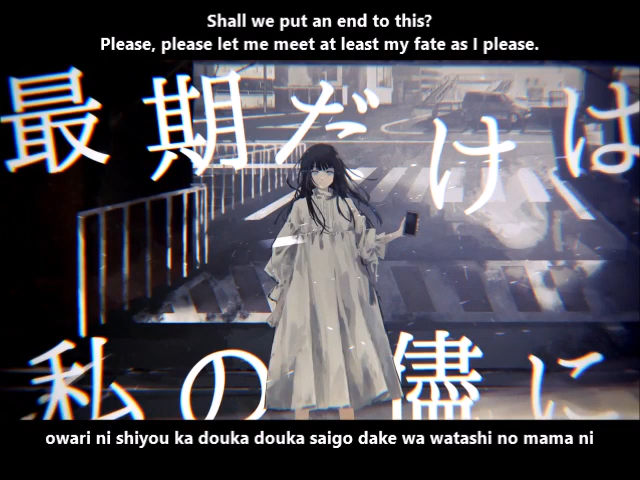 Shall we put an end to this?
Please, please let me meet at least my fate as I please.
最期だけは
私の儘に
owari ni shiyou ka douka douka saigo dake wa watashi no mama ni